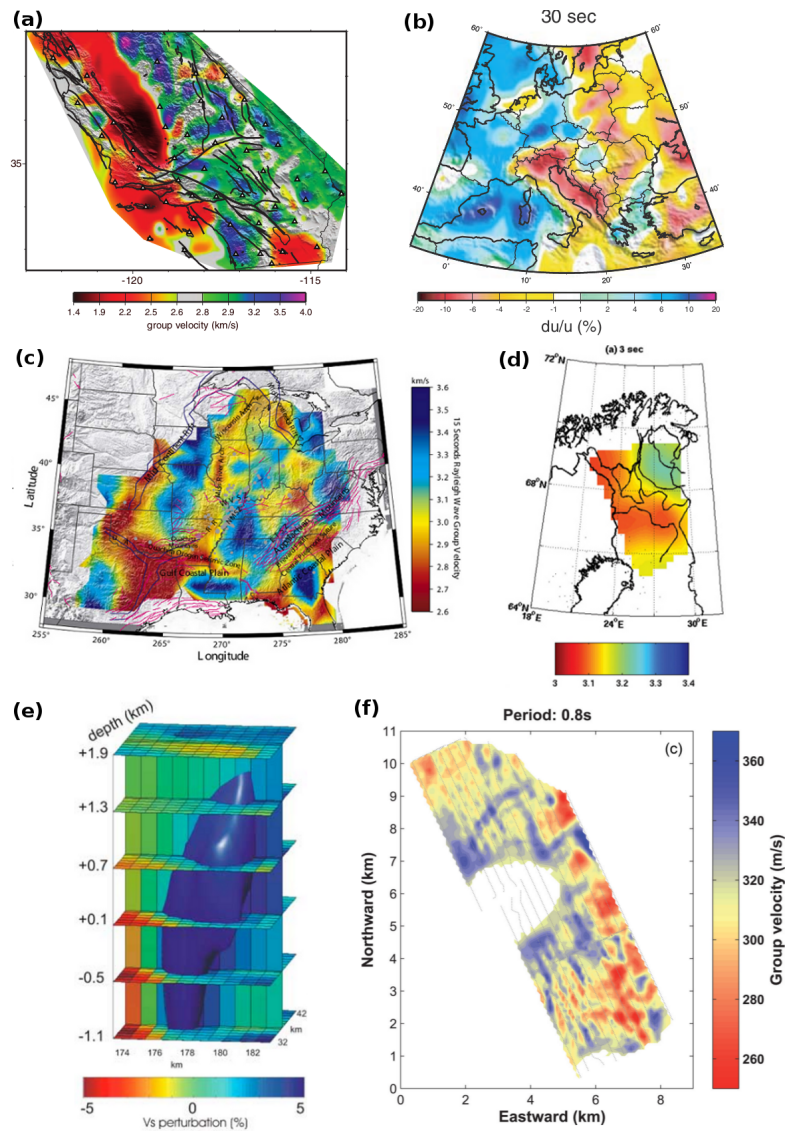 (a)
35
-120
-115
1.4 1.9 2.2 2.6 2.8 2.9 3.2 3.5 4.0
group velocity (km/s)
(b)
30 sec
60˚
60˚
50˚
50˚
40˚
40˚
0˚
10˚
20˚
30˚
-20 -10 -6 -4 -2 -1 1 2 4 6 10 20
du/u (%)
(c)
45°
40°
35°
30°
Latitude
255°
260°
265°
270°
275°
280°
285°
Longitude
Gulf Coastal Plain
km/s
3.6
3.5
3.4
3.3
3.2
3.1
3.0
2.9
2.8
2.7
2.6
15 Seconds Rayleigh Wave Group Velocity
(d)
(a) 3 sec
72°N
68°N
64°N
18°E
24°E
30°E
3 3.1 3.2 3.3 3.4
(e)
depth (km)
+1.9
+1.3
+0.7
+0.1
-0.5
-1.1
174 176 178 180 182
km
32
km
42
-5 0 5
Vs perturbation (%)
(f)
Period: 0.8s
(c)
11
10
9
8
7
6
5
4
3
2
1
0
Northward (km)
0 2 4 6 8
Eastward (km)
360
340
320
300
280
260
Group velocity (m/s)